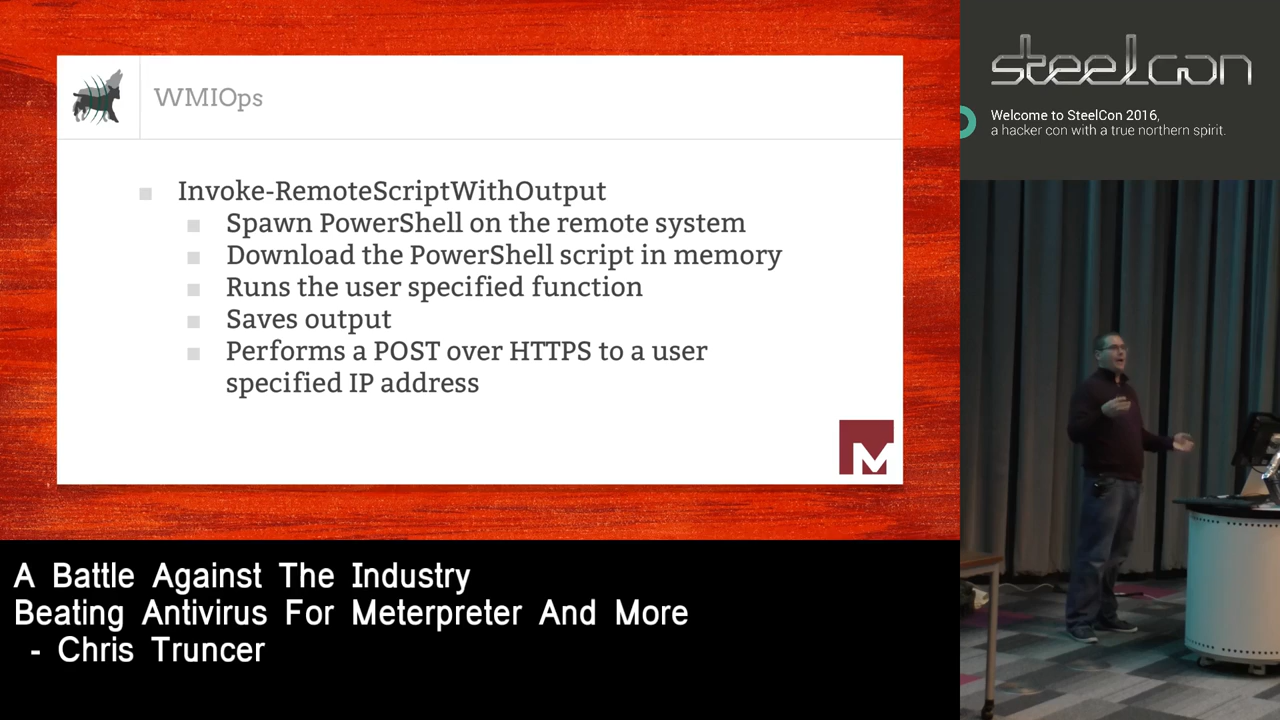 WMIOps
Invoke-RemoteScriptWithOutput
Spawn PowerShell on the remote system
Download the PowerShell script in memory
Runs the user specified function
Saves output
Performs a POST over HTTPS to a user
specified IP address
M
steelcon
Welcome to SteelCon 2016,
a hacker con with a true northern spirit.
A Battle Against The Industry
Beating Antivirus For Meterpreter And More
- Chris Truncer